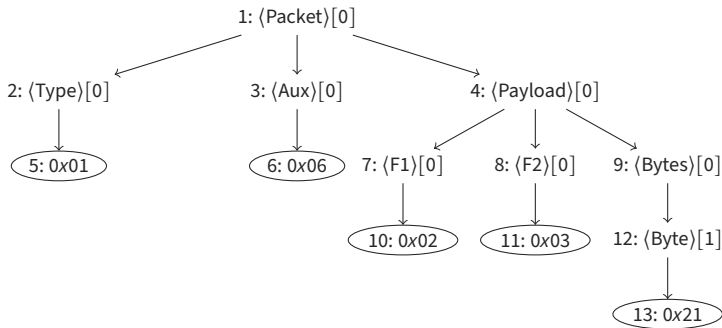 1: ⟨Packet⟩[0]
2: ⟨Type⟩[0] 3: ⟨Aux⟩[0] 4: ⟨Payload⟩[0]
5: 0x01 6: 0x06 7: ⟨F1⟩[0] 8: ⟨F2⟩[0] 9: ⟨Bytes⟩[0]
10: 0x02 11: 0x03 12: ⟨Byte⟩[1]
13: 0x21